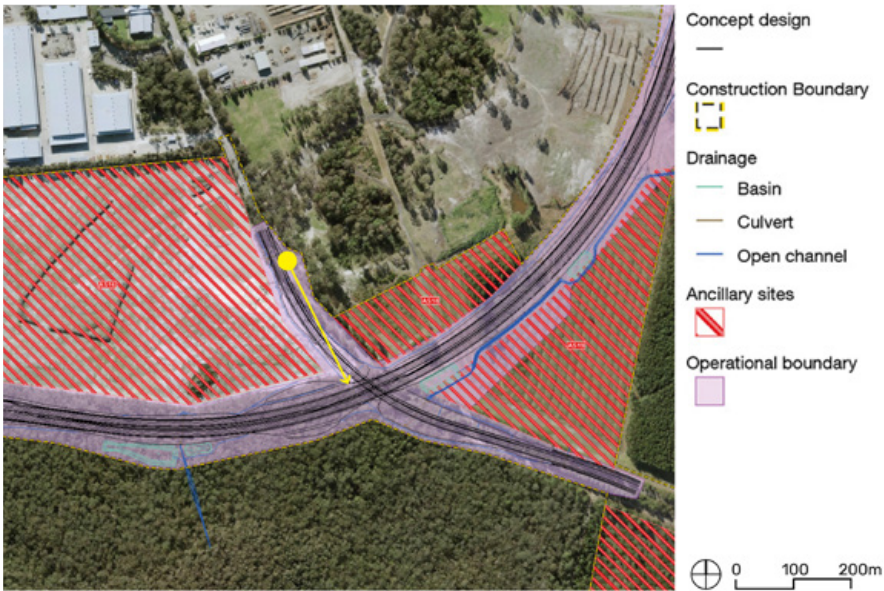 Concept design
Construction Boundary
Drainage
Basin
Culvert
Open channel
Ancillary sites
Operational boundary
0 100 200m